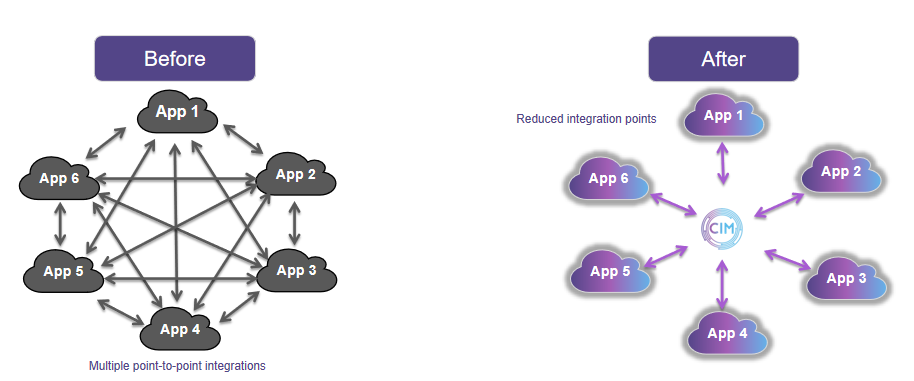 Before
App 1
App 6
App 2
App 5
App 3
App 4
Multiple point-to-point integrations
After
Reduced integration points
App 1
App 6
App 2
CIM
App 5
App 3
App 4